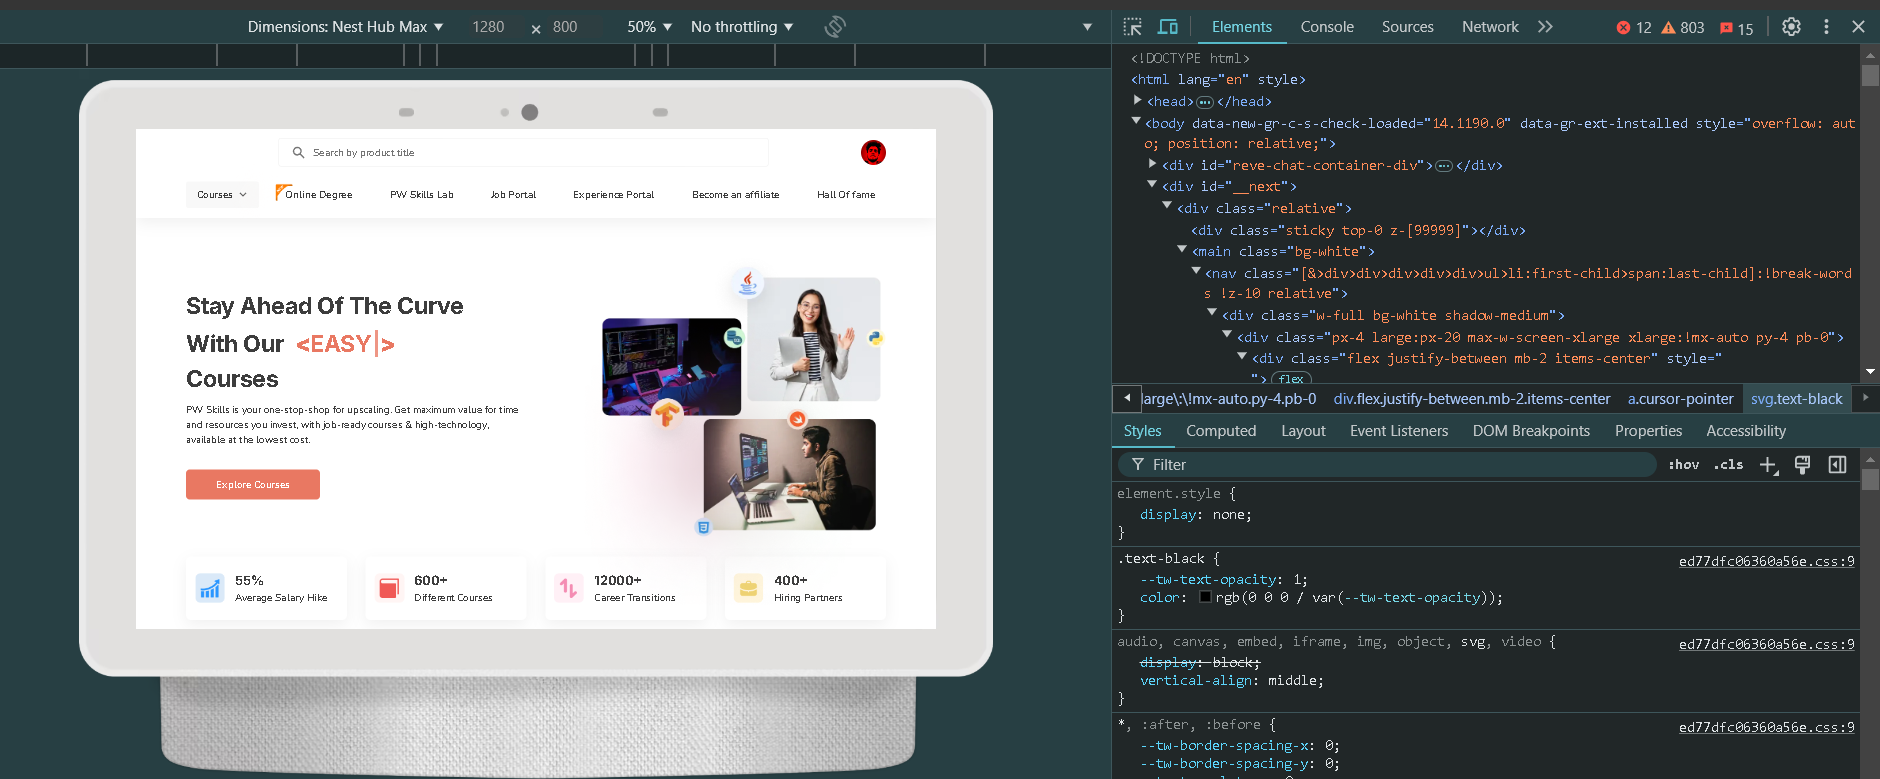 Dimensions: Nest Hub Max ▼ 1280 × 800 50% ▼ No throttling ▼
Elements Console Sources Network 12 803 15
Search by product title
Courses Online Degree PW Skills Lab Job Portal Experience Portal Become an affiliate Hall Of fame
Stay Ahead Of The Curve
With Our <EASY|>
Courses
PW Skills is your one-stop-shop for upscaling. Get maximum value for time
and resources you invest, with job-ready courses & high-technology,
available at the lowest cost.
Explore Courses
55%
Average Salary Hike
600+
Different Courses
12000+
Career Transitions
400+
Hiring Partners
<!DOCTYPE html>
<html lang="en" style>
<head>…</head>
<body data-new-gr-c-s-check-loaded="14.1190.0" data-gr-ext-installed style="overflow: aut
o; position: relative;">
<div id="reve-chat-container-div">…</div>
<div id="__next">
<div class="relative">
<div class="sticky top-0 z-[99999]"></div>
<main class="bg-white">
<nav class="[&>div>div>div>div>div>ul>li:first-child>span:last-child]:!break-word
s !z-10 relative">
<div class="w-full bg-white shadow-medium">
<div class="px-4 large:px-20 max-w-screen-xlarge xlarge:!mx-auto py-4 pb-0">
<div class="flex justify-between mb-2 items-center" style="
"> flex
large\:\!mx-auto.py-4.pb-0 div.flex.justify-between.mb-2.items-center a.cursor-pointer svg.text-black
Styles Computed Layout Event Listeners DOM Breakpoints Properties Accessibility
Filter :hov .cls
element.style {
display: none;
}
.text-black { ed77dfc06360a56e.css:9
--tw-text-opacity: 1;
color: rgb(0 0 0 / var(--tw-text-opacity));
}
audio, canvas, embed, iframe, img, object, svg, video { ed77dfc06360a56e.css:9
display: block;
vertical-align: middle;
}
*, :after, :before { ed77dfc06360a56e.css:9
--tw-border-spacing-x: 0;
--tw-border-spacing-y: 0;